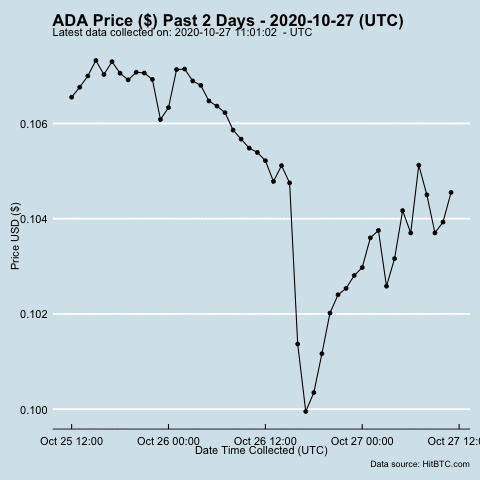 ADA Price ($) Past 2 Days - 2020-10-27 (UTC)
Latest data collected on: 2020-10-27 11:01:02 - UTC
0.106
0.104
0.102
0.100
Price USD ($)
Oct 25 12:00 Oct 26 00:00 Oct 26 12:00 Oct 27 00:00 Oct 27 12:0
Date Time Collected (UTC)
Data source: HitBTC.com